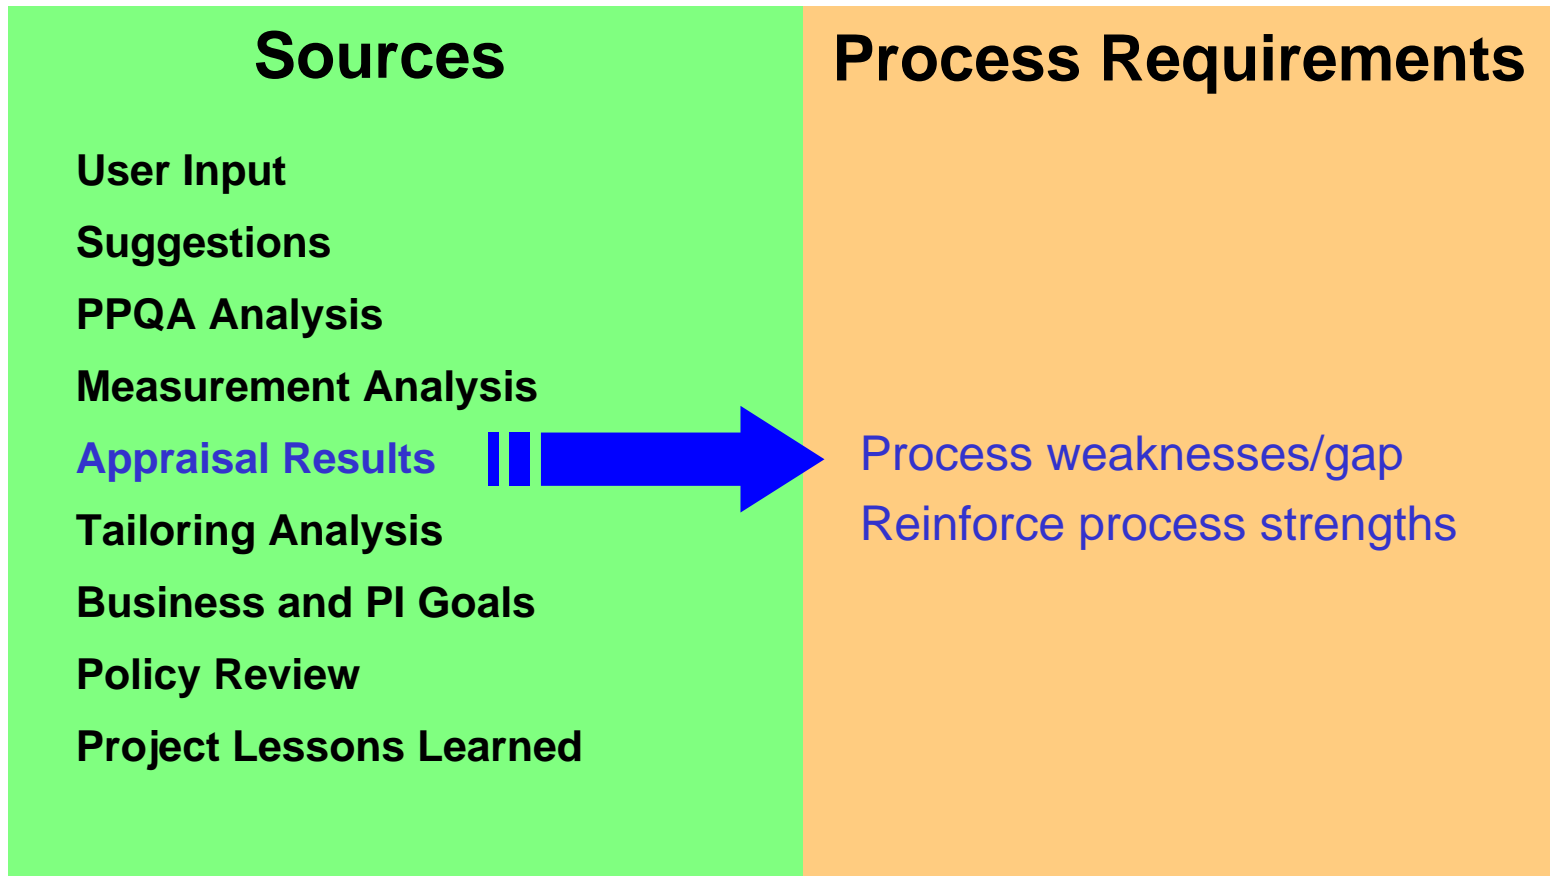 Sources
User Input
Suggestions
PPQA Analysis
Measurement Analysis
Appraisal Results
Tailoring Analysis
Business and PI Goals
Policy Review
Project Lessons Learned
Process Requirements
Process weaknesses/gap
Reinforce process strengths